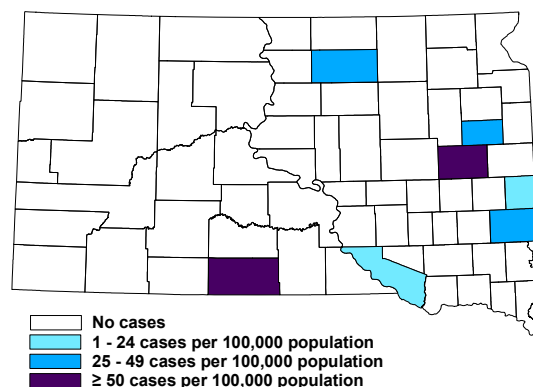 No cases
1 - 24 cases per 100,000 population
25 - 49 cases per 100,000 population
≥ 50 cases per 100,000 population